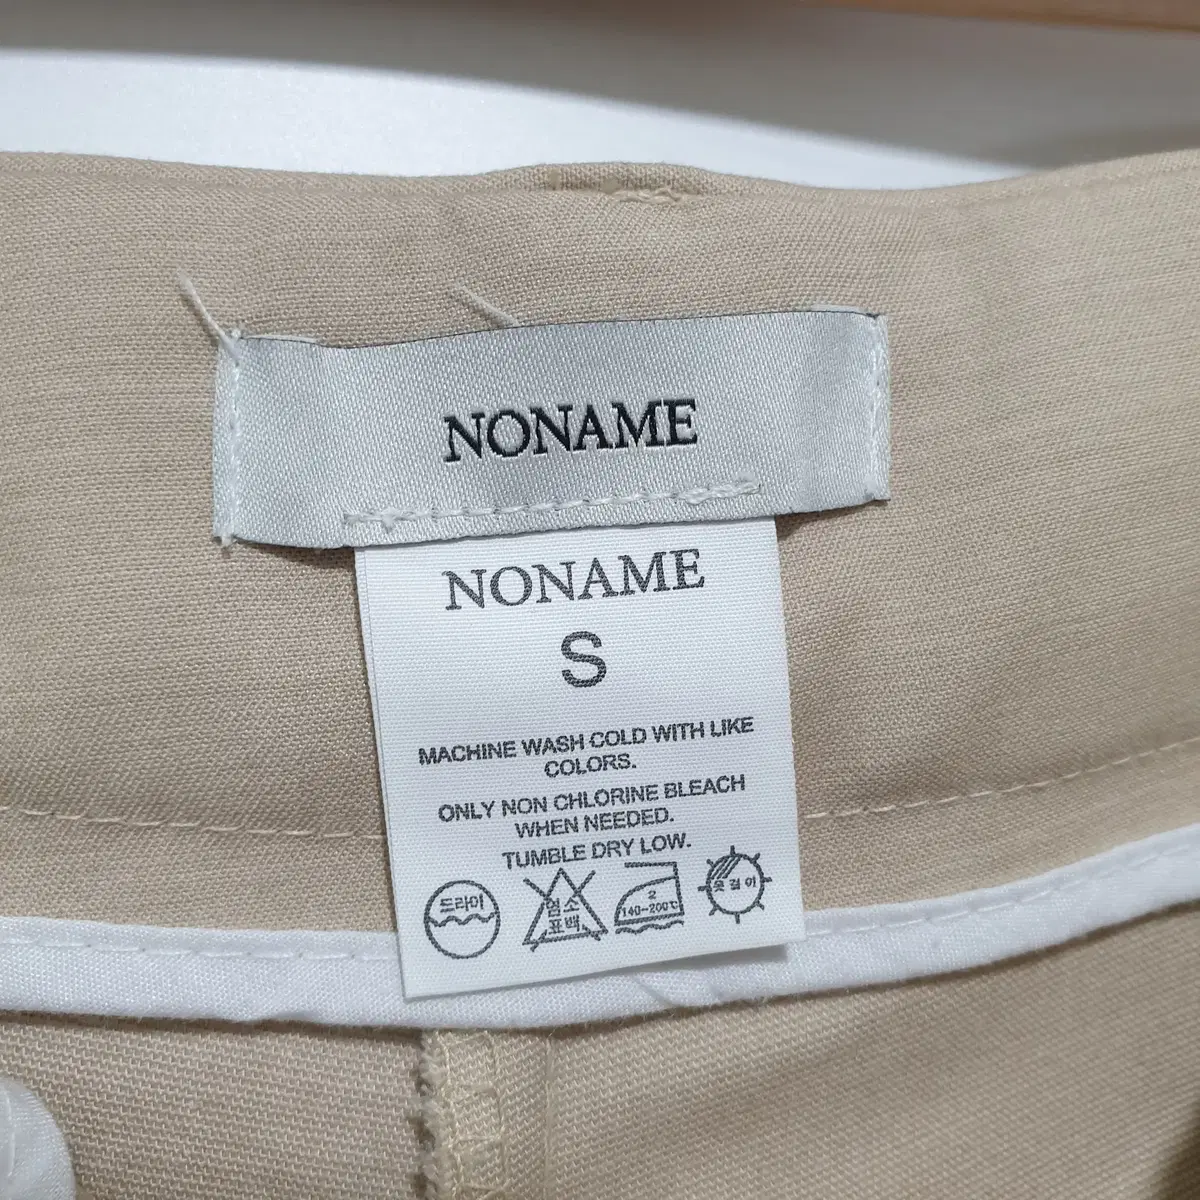 NONAME
NONAME
S
MACHINE WASH COLD WITH LIKE
COLORS.
ONLY NON CHLORINE BLEACH
WHEN NEEDED.
TUMBLE DRY LOW.
드라이
염소
표백
2
140-200℃
옷걸이